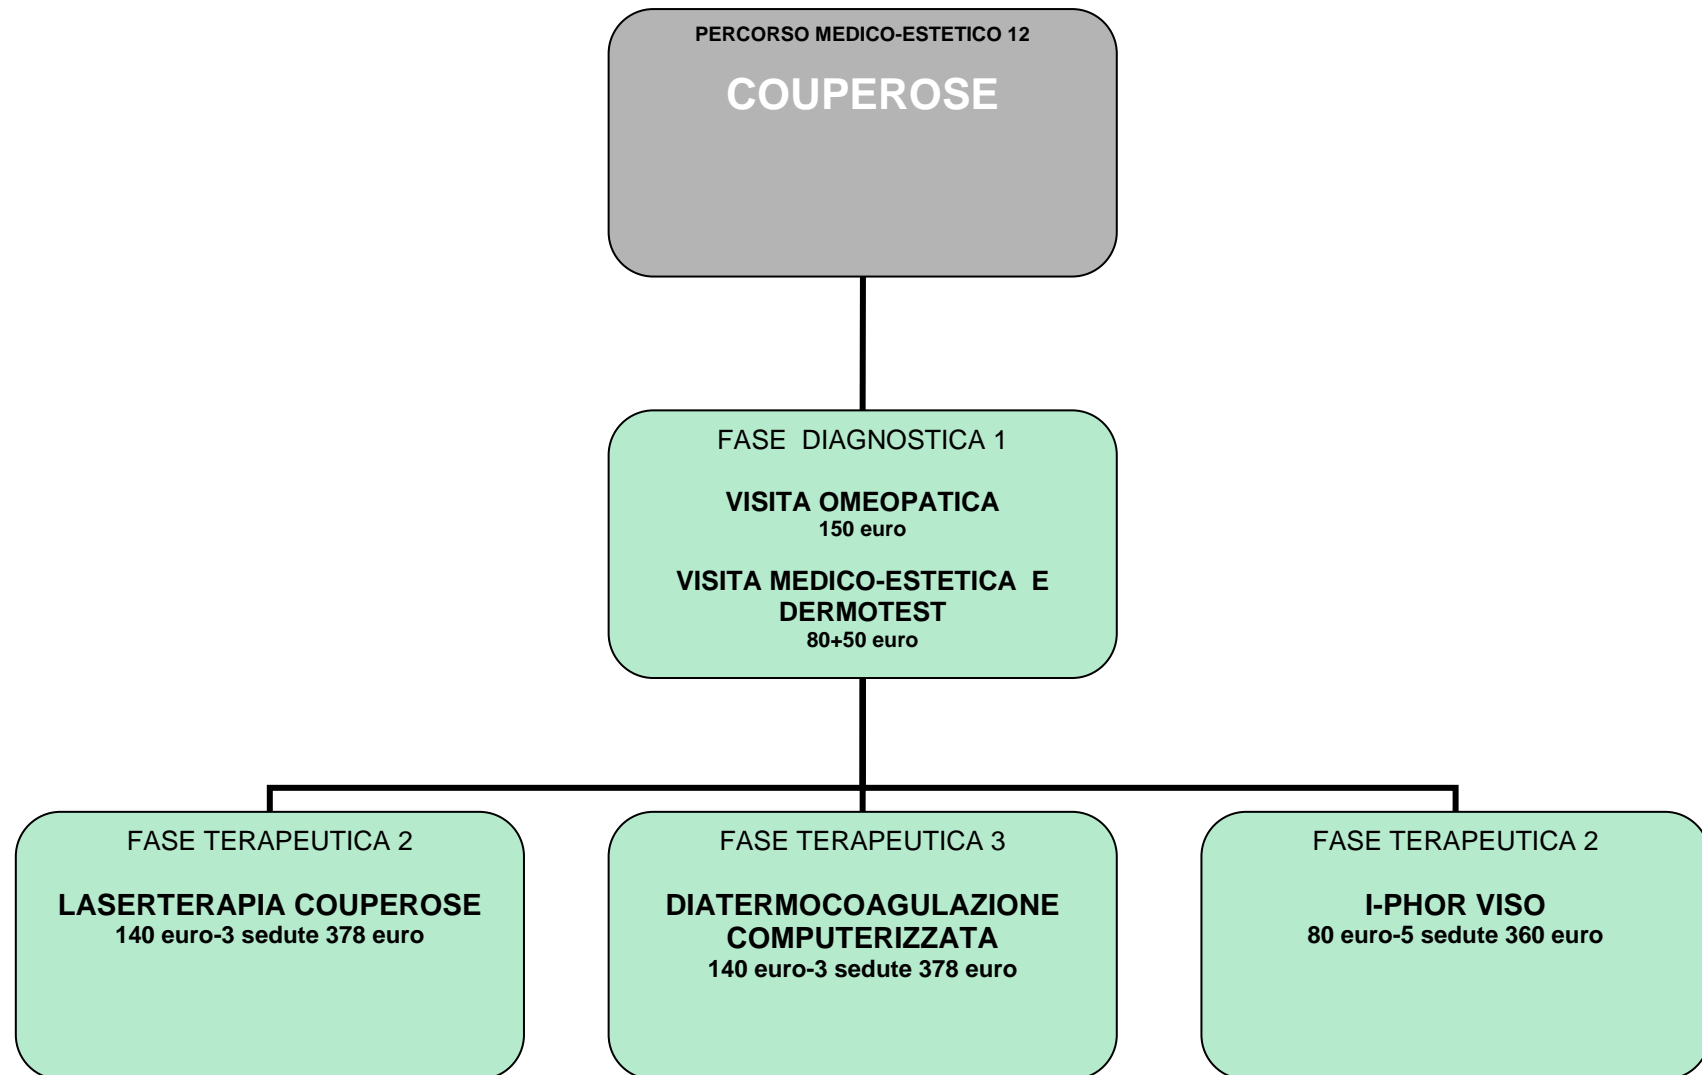 PERCORSO MEDICO-ESTETICO 12
COUPEROSE
FASE  DIAGNOSTICA 1
VISITA OMEOPATICA
150 euro
VISITA MEDICO-ESTETICA  E
DERMOTEST
80+50 euro
FASE TERAPEUTICA 2
LASERTERAPIA COUPEROSE
140 euro-3 sedute 378 euro
FASE TERAPEUTICA 3
DIATERMOCOAGULAZIONE
COMPUTERIZZATA
140 euro-3 sedute 378 euro
FASE TERAPEUTICA 2
I-PHOR VISO
80 euro-5 sedute 360 euro